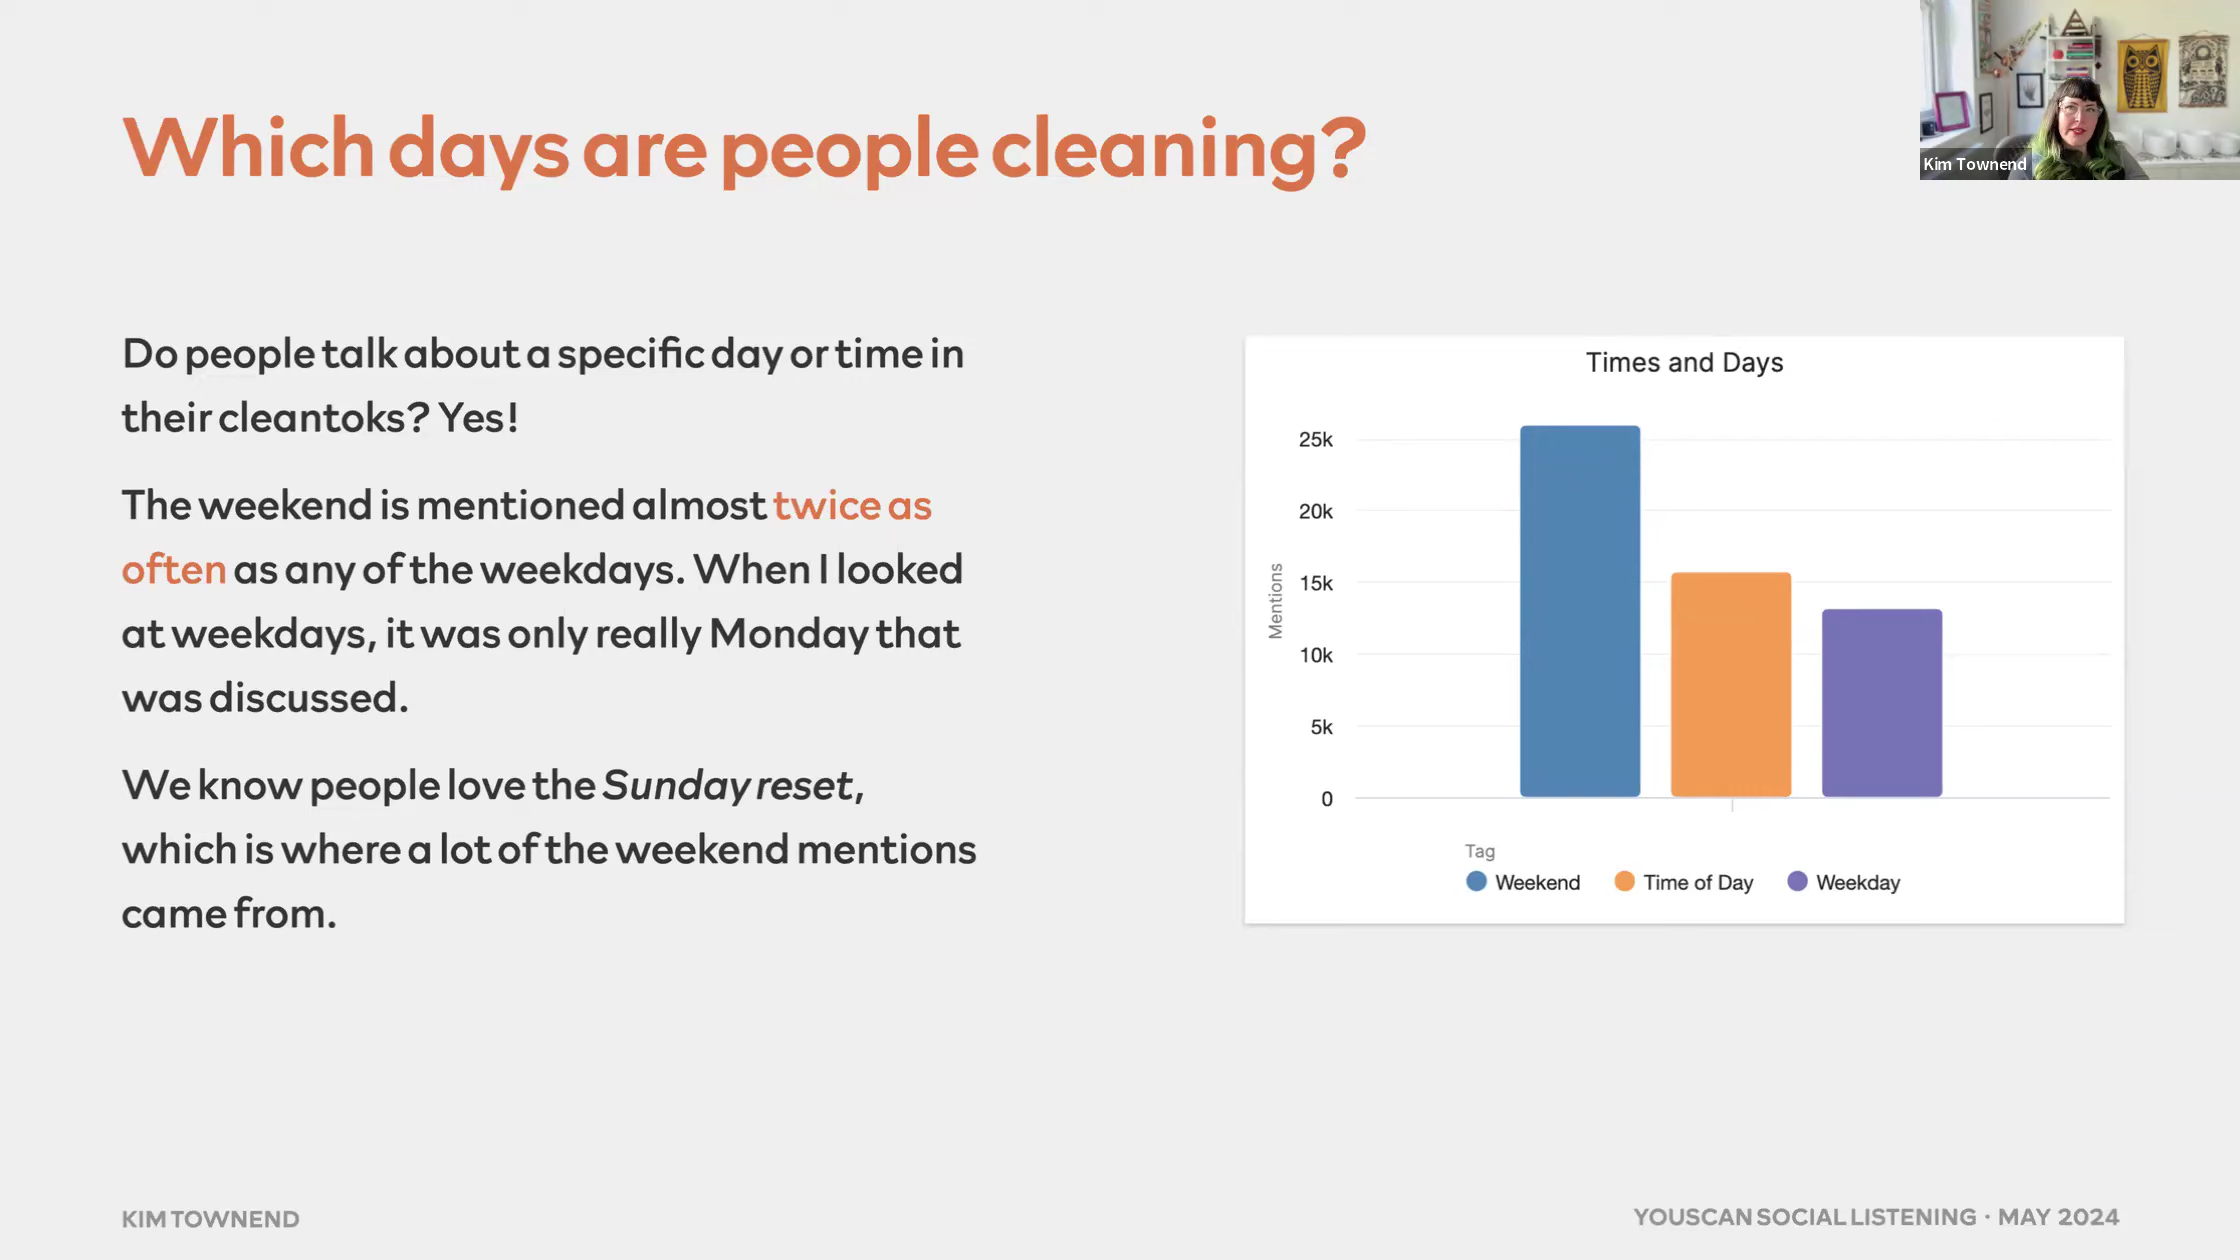 Which days are people cleaning?
Kim Townend
Do people talk about a specific day or time in
their cleantoks? Yes!
The weekend is mentioned almost twice as
often as any of the weekdays. When I looked
at weekdays, it was only really Monday that
was discussed.
We know people love the Sunday reset,
which is where a lot of the weekend mentions
came from.
Times and Days
Mentions
25k
20k
15k
10k
5k
0
Tag
Weekend
Time of Day
Weekday
KIM TOWNEND
YOUSCAN SOCIAL LISTENING · MAY 2024